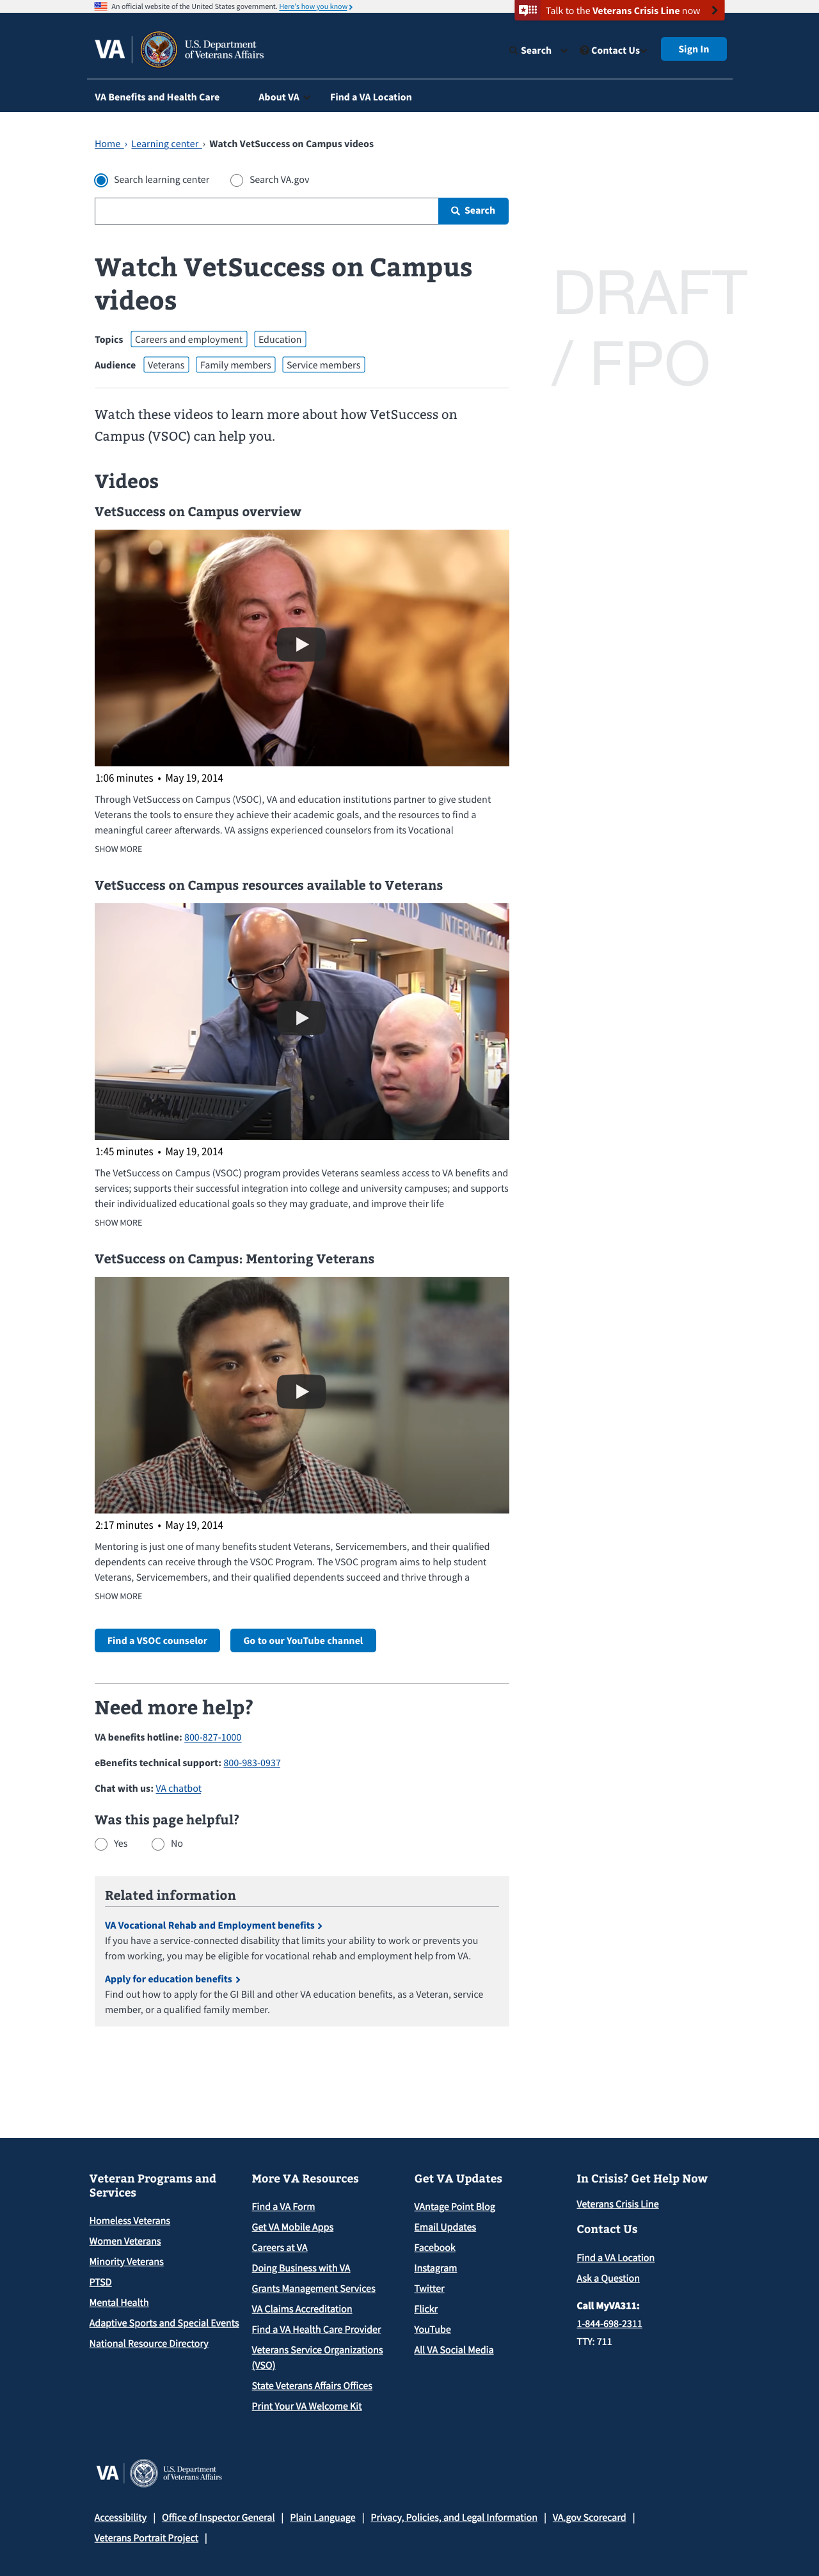 An official website of the United States government. Here's how you know
Talk to the Veterans Crisis Line now
VA
U.S. Department
of Veterans Affairs
Search
Contact Us
Sign In
VA Benefits and Health Care
About VA
Find a VA Location
Home › Learning center › Watch VetSuccess on Campus videos
Search learning center
Search VA.gov
Search
Watch VetSuccess on Campus
videos
DRAFT
/ FPO
Topics Careers and employment Education
Audience Veterans Family members Service members
Watch these videos to learn more about how VetSuccess on
Campus (VSOC) can help you.
Videos
VetSuccess on Campus overview
1:06 minutes • May 19, 2014
Through VetSuccess on Campus (VSOC), VA and education institutions partner to give student
Veterans the tools to ensure they achieve their academic goals, and the resources to find a
meaningful career afterwards. VA assigns experienced counselors from its Vocational
SHOW MORE
VetSuccess on Campus resources available to Veterans
AID
INTERNATIONAL
1:45 minutes • May 19, 2014
The VetSuccess on Campus (VSOC) program provides Veterans seamless access to VA benefits and
services; supports their successful integration into college and university campuses; and supports
their individualized educational goals so they may graduate, and improve their life
SHOW MORE
VetSuccess on Campus: Mentoring Veterans
2:17 minutes • May 19, 2014
Mentoring is just one of many benefits student Veterans, Servicemembers, and their qualified
dependents can receive through the VSOC Program. The VSOC program aims to help student
Veterans, Servicemembers, and their qualified dependents succeed and thrive through a
SHOW MORE
Find a VSOC counselor
Go to our YouTube channel
Need more help?
VA benefits hotline: 800-827-1000
eBenefits technical support: 800-983-0937
Chat with us: VA chatbot
Was this page helpful?
Yes
No
Related information
VA Vocational Rehab and Employment benefits
If you have a service-connected disability that limits your ability to work or prevents you
from working, you may be eligible for vocational rehab and employment help from VA.
Apply for education benefits
Find out how to apply for the GI Bill and other VA education benefits, as a Veteran, service
member, or a qualified family member.
Veteran Programs and
Services
Homeless Veterans
Women Veterans
Minority Veterans
PTSD
Mental Health
Adaptive Sports and Special Events
National Resource Directory
More VA Resources
Find a VA Form
Get VA Mobile Apps
Careers at VA
Doing Business with VA
Grants Management Services
VA Claims Accreditation
Find a VA Health Care Provider
Veterans Service Organizations
(VSO)
State Veterans Affairs Offices
Print Your VA Welcome Kit
Get VA Updates
VAntage Point Blog
Email Updates
Facebook
Instagram
Twitter
Flickr
YouTube
All VA Social Media
In Crisis? Get Help Now
Veterans Crisis Line
Contact Us
Find a VA Location
Ask a Question
Call MyVA311:
1-844-698-2311
TTY: 711
VA
U.S. Department
of Veterans Affairs
Accessibility | Office of Inspector General | Plain Language | Privacy, Policies, and Legal Information | VA.gov Scorecard |
Veterans Portrait Project |